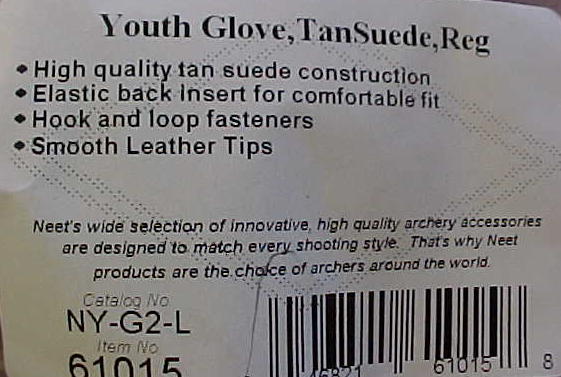 Youth Glove,TanSuede,Reg
• High quality tan suede construction
• Elastic back Insert for comfortable fit
• Hook and loop fasteners
• Smooth Leather Tips
Neet's wide selection of innovative, high quality archery accessories
are designed to match every shooting style. That's why Neet
products are the choice of archers around the world.
Catalog No
NY-G2-L
Item No
61015
61015 8